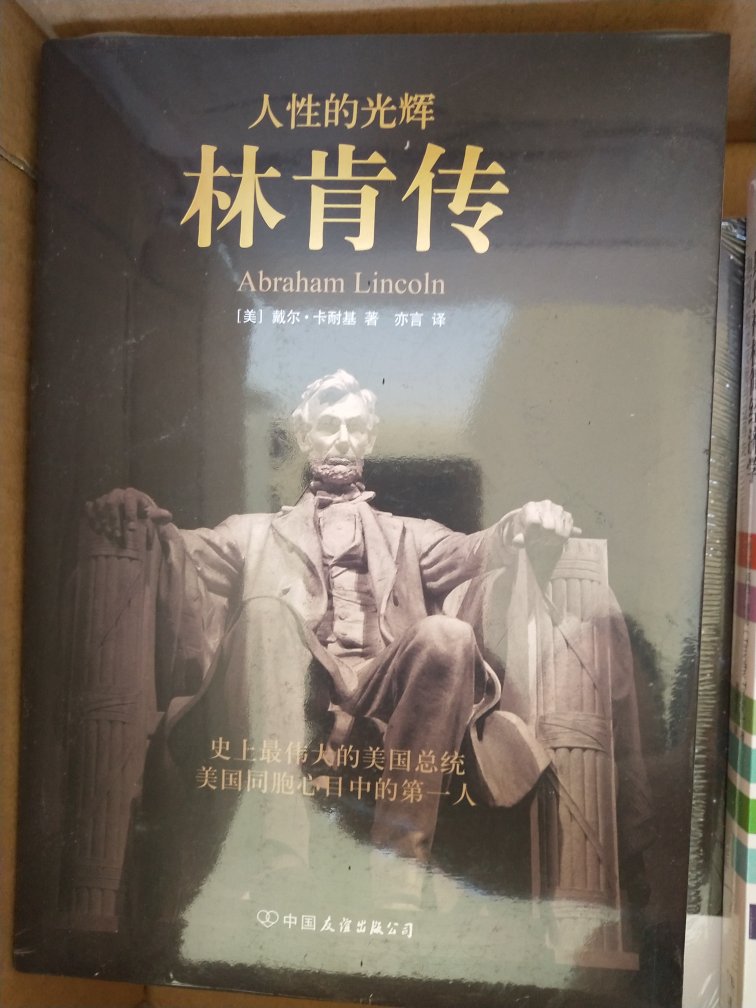 人性的光辉
林肯传
Abraham Lincoln
[美] 戴尔·卡耐基 著 亦言 译
史上最伟大的美国总统
美国同胞心目中的第一人
中国友谊出版公司